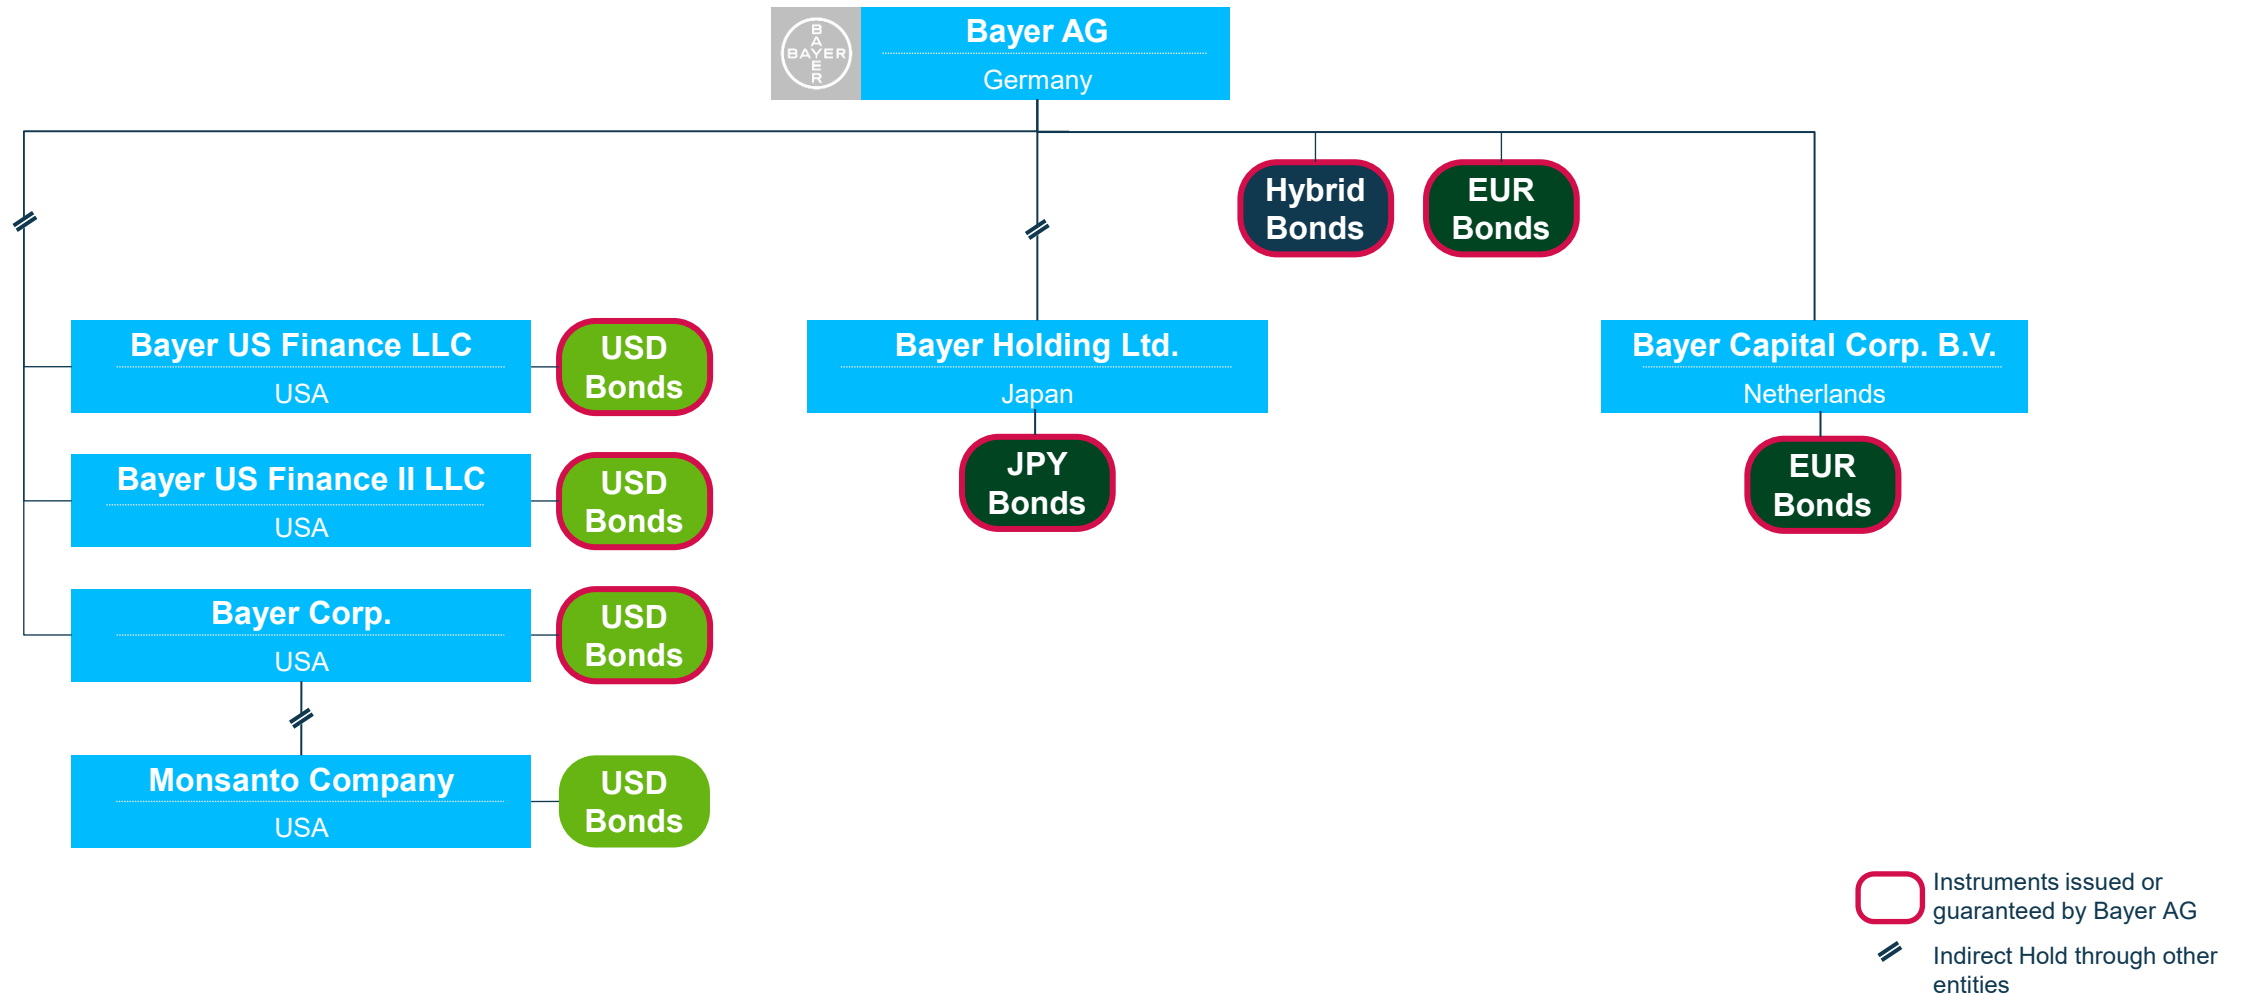 BAYER
BAYER
Bayer AG
Germany
Hybrid
Bonds
EUR
Bonds
Bayer US Finance LLC
USA
USD
Bonds
Bayer Holding Ltd.
Japan
JPY
Bonds
Bayer Capital Corp. B.V.
Netherlands
EUR
Bonds
Bayer US Finance II LLC
USA
USD
Bonds
Bayer Corp.
USA
USD
Bonds
Monsanto Company
USA
USD
Bonds
Instruments issued or
guaranteed by Bayer AG
Indirect Hold through other
entities